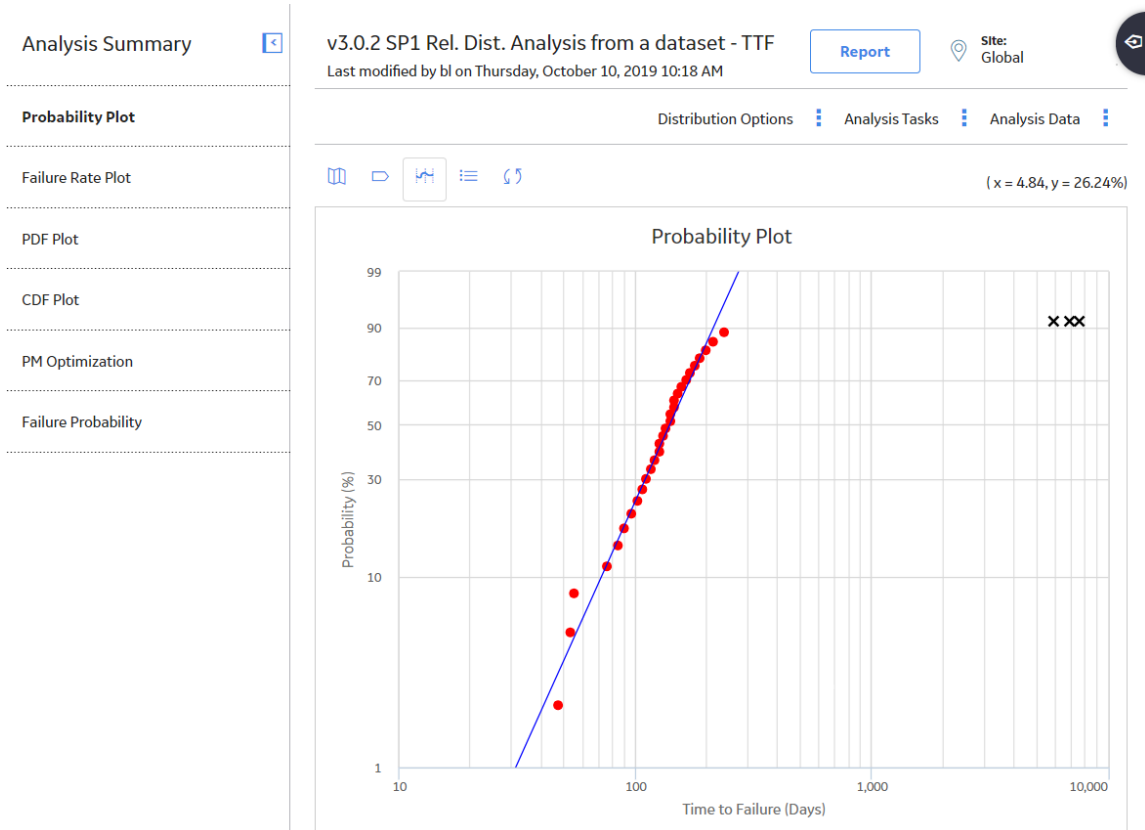 Analysis Summary
Probability Plot
Failure Rate Plot
PDF Plot
CDF Plot
PM Optimization
Failure Probability
v3.0.2 SP1 Rel. Dist. Analysis from a dataset - TTF
Last modified by bl on Thursday, October 10, 2019 10:18 AM
Report
Site:
Global
Distribution Options
Analysis Tasks
Analysis Data
( x = 4.84, y = 26.24%)
Probability Plot
99
90
70
50
30
10
1
Probability (%)
10
100
1,000
10,000
Time to Failure (Days)